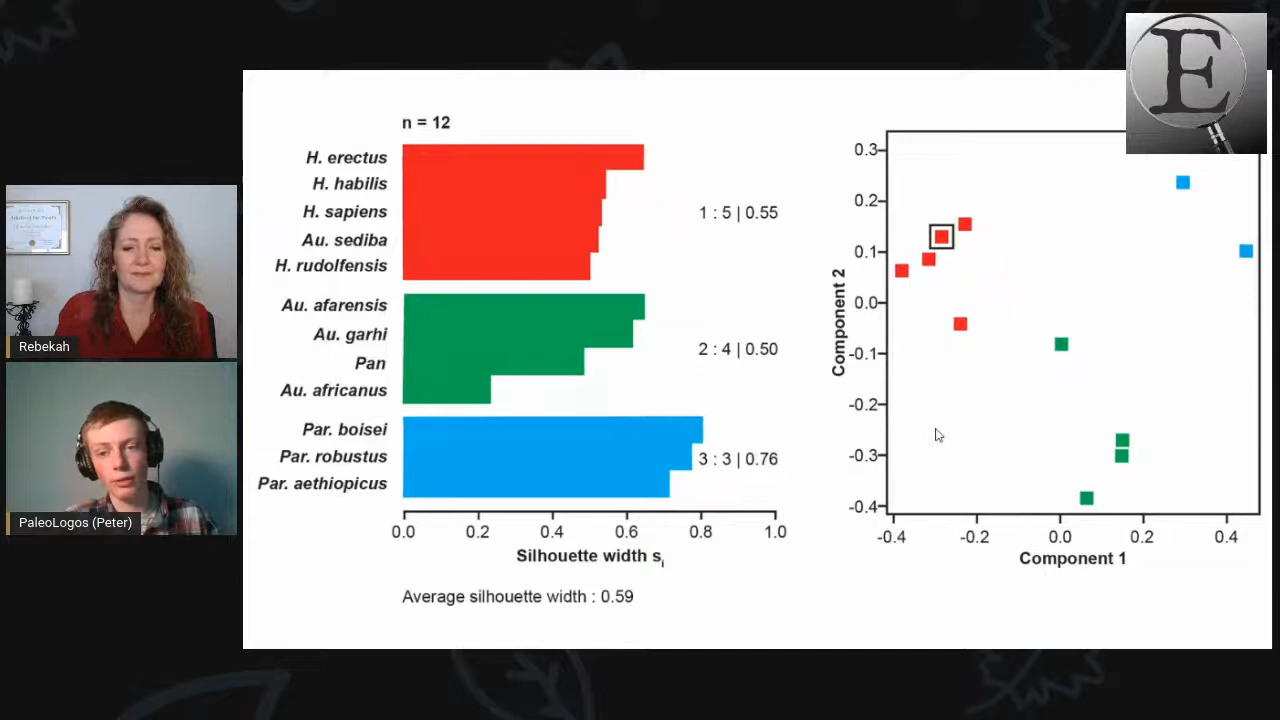 E
Rebekah
PaleoLogos (Peter)
n = 12
H. erectus
H. habilis
H. sapiens
Au. sediba
H. rudolfensis
1 : 5 | 0.55
Au. afarensis
Au. garhi
Pan
Au. africanus
2 : 4 | 0.50
Par. boisei
Par. robustus
Par. aethiopicus
3 : 3 | 0.76
0.0 0.2 0.4 0.6 0.8 1.0
Silhouette width si
Average silhouette width : 0.59
Component 2
0.3
0.2
0.1
0.0
-0.1
-0.2
-0.3
-0.4
-0.4 -0.2 0.0 0.2 0.4
Component 1